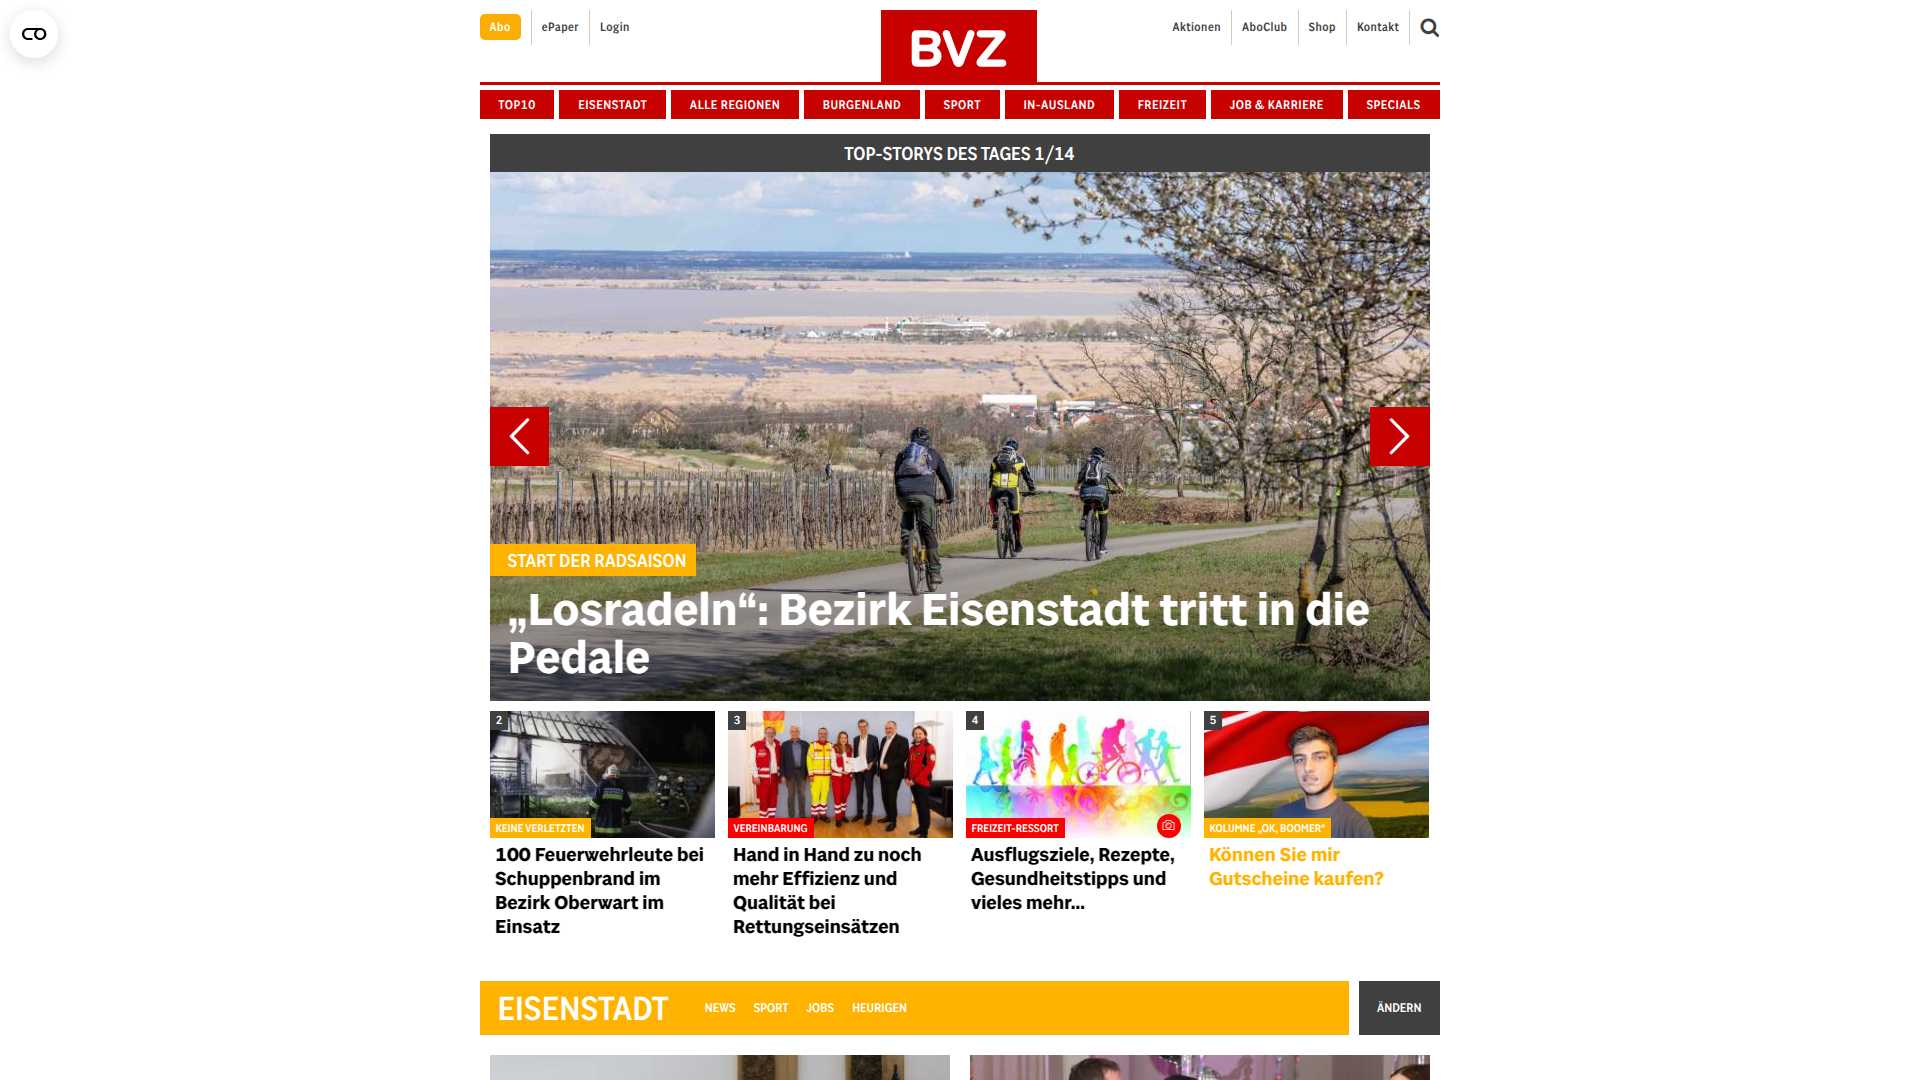 Abo
ePaper
Login
BVZ
Aktionen
AboClub
Shop
Kontakt
TOP10
EISENSTADT
ALLE REGIONEN
BURGENLAND
SPORT
IN-AUSLAND
FREIZEIT
JOB & KARRIERE
SPECIALS
TOP-STORYS DES TAGES 1/14
START DER RADSAISON
„Losradeln“: Bezirk Eisenstadt tritt in die
Pedale
2
KEINE VERLETZTEN
100 Feuerwehrleute bei
Schuppenbrand im
Bezirk Oberwart im
Einsatz
3
VEREINBARUNG
Hand in Hand zu noch
mehr Effizienz und
Qualität bei
Rettungseinsätzen
4
FREIZEIT-RESSORT
Ausflugsziele, Rezepte,
Gesundheitstipps und
vieles mehr...
5
KOLUMNE „OK, BOOMER“
Können Sie mir
Gutscheine kaufen?
EISENSTADT
NEWS
SPORT
JOBS
HEURIGEN
ÄNDERN